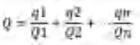 Q = q1/Q1 + q2/Q2 + ·· qn/Qn